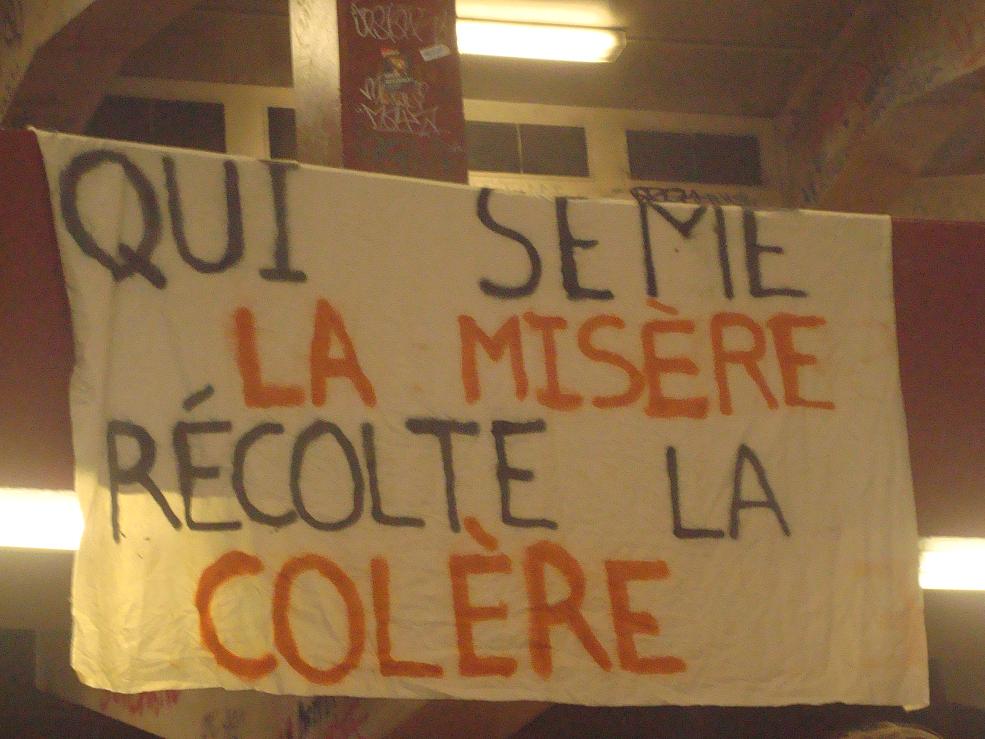 QUI SEME
LA MISÈRE
RÉCOLTE LA
COLÈRE